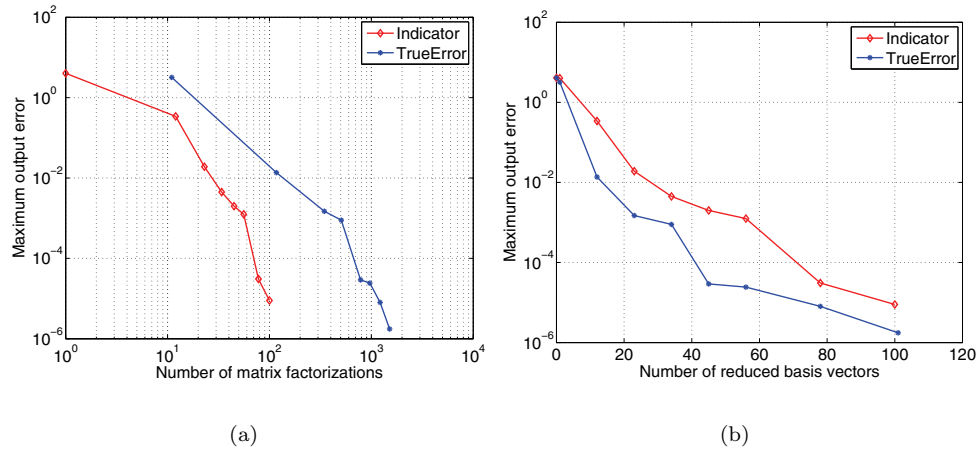 10^2
10^0
10^-2
10^-4
10^-6
Maximum output error
Indicator
TrueError
10^0
10^1
10^2
10^3
10^4
Number of matrix factorizations
(a)
10^2
10^0
10^-2
10^-4
10^-6
Maximum output error
Indicator
TrueError
0
20
40
60
80
100
120
Number of reduced basis vectors
(b)